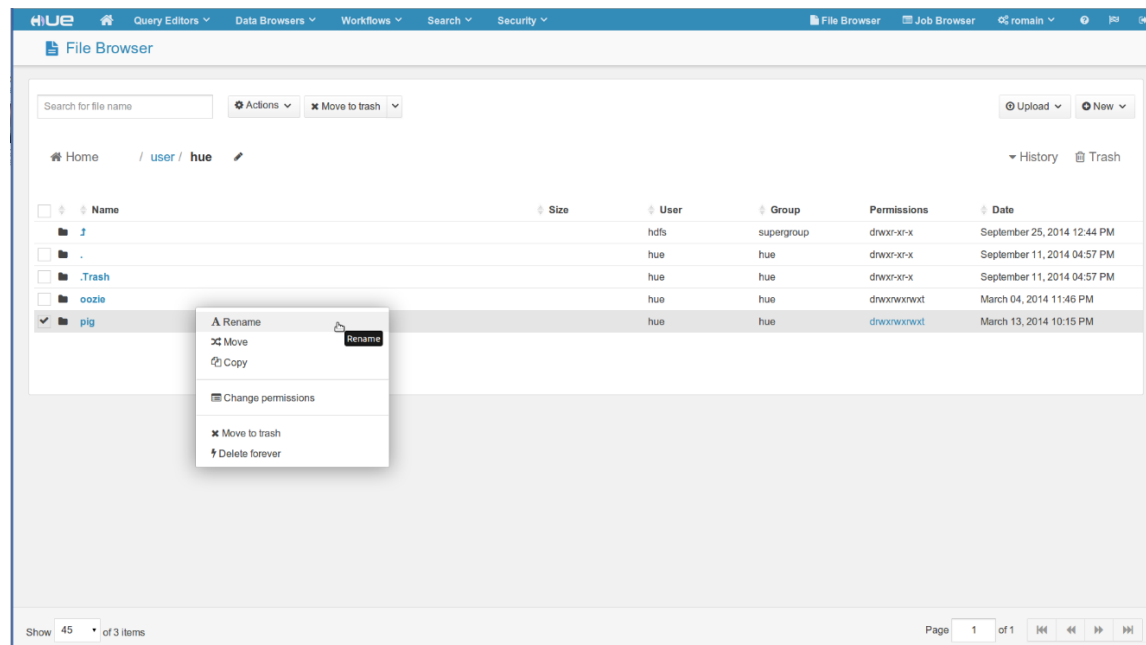 HUE Query Editors Data Browsers Workflows Search Security File Browser Job Browser romain
File Browser
Search for file name Actions Move to trash Upload New
Home / user / hue History Trash
Name Size User Group Permissions Date
hdfs supergroup drwxr-xr-x September 25, 2014 12:44 PM
. hue hue drwxr-xr-x September 11, 2014 04:57 PM
.Trash hue hue drwxr-xr-x September 11, 2014 04:57 PM
oozie hue hue drwxrwxrwxt March 04, 2014 11:46 PM
pig hue hue drwxrwxrwxt March 13, 2014 10:15 PM
Rename
Rename
Move
Copy
Change permissions
Move to trash
Delete forever
Show 45 of 3 items Page 1 of 1